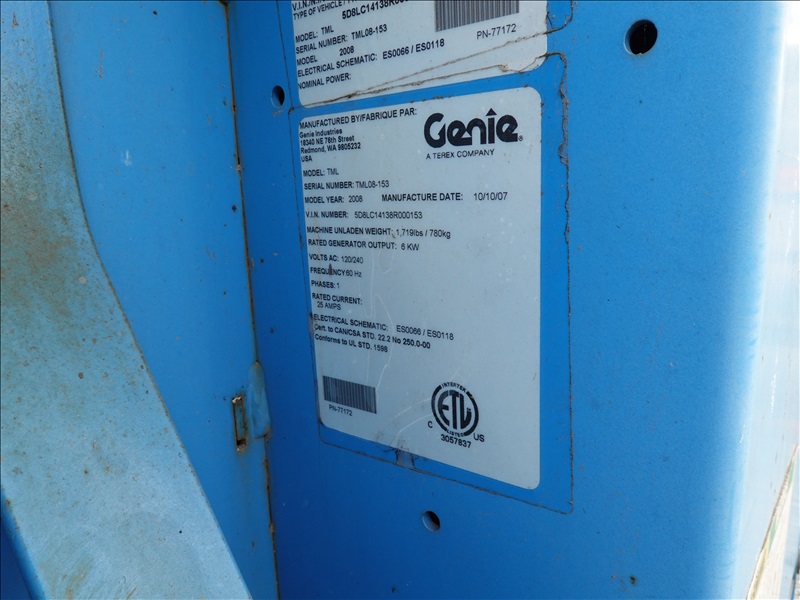 V.I.N./N.I.
TYPE OF VEHICLE /
5D8LC14138R000
MODEL: TML
SERIAL NUMBER: TML08-153
MODEL 2008
ELECTRICAL SCHEMATIC: ES0066 / ES0118
NOMINAL POWER:
PN-77172
MANUFACTURED BY/FABRIQUE PAR:
Genie Industries
18340 NE 76th Street
Redmond, WA 9805232
USA
Genie®
A TEREX COMPANY
MODEL: TML
SERIAL NUMBER: TML08-153
MODEL YEAR: 2008 MANUFACTURE DATE: 10/10/07
V.I.N. NUMBER: 5D8LC14138R000153
MACHINE UNLADEN WEIGHT: 1,719lbs / 780kg
RATED GENERATOR OUTPUT: 6 KW
VOLTS AC: 120/240
FREQUENCY 60 Hz
PHASES: 1
RATED CURRENT:
25 AMPS
ELECTRICAL SCHEMATIC: ES0066 / ES0118
Cert. to CAN/CSA STD. 22.2 No 250.0-00
Conforms to UL STD. 1598
PN-77172
INTERTEK
ETL
LISTED
C US
3057837